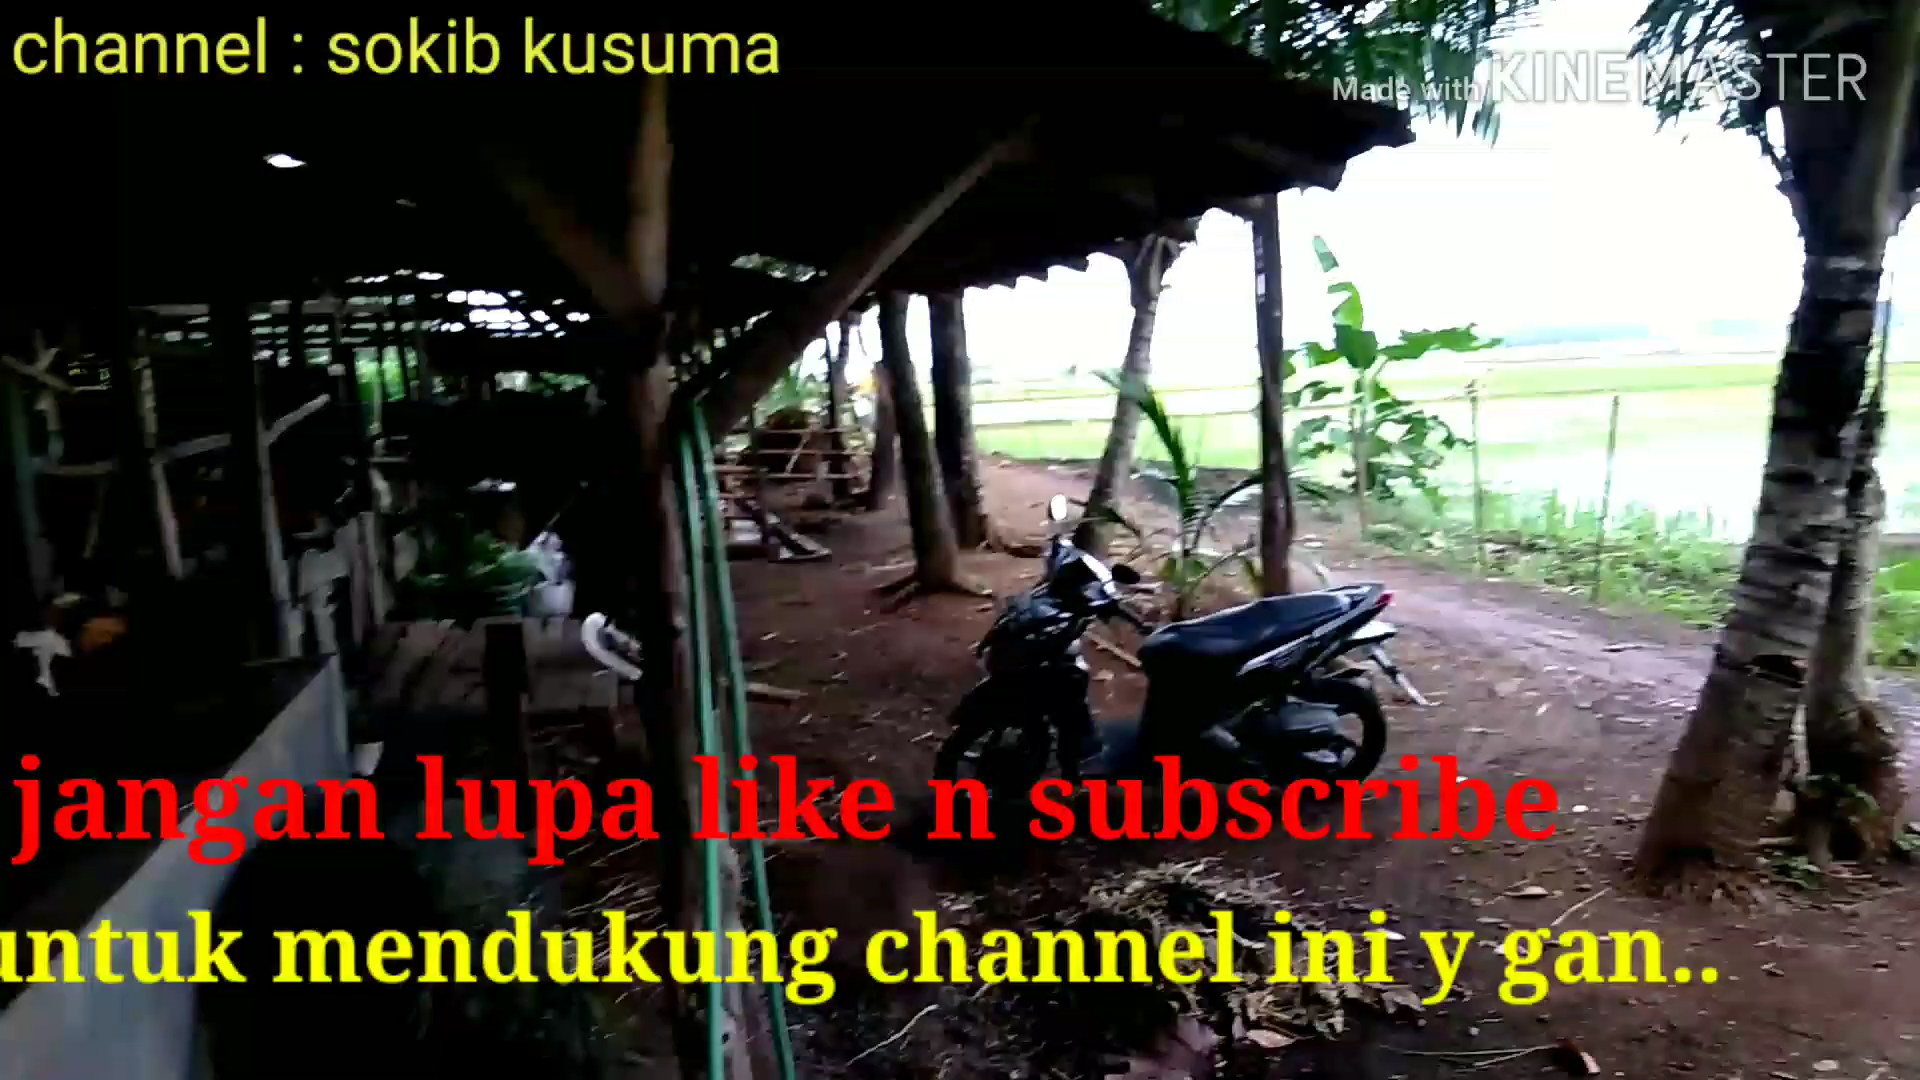 channel : sokib kusuma
Made with KINEMASTER
jangan lupa like n subscribe
untuk mendukung channel ini y gan..